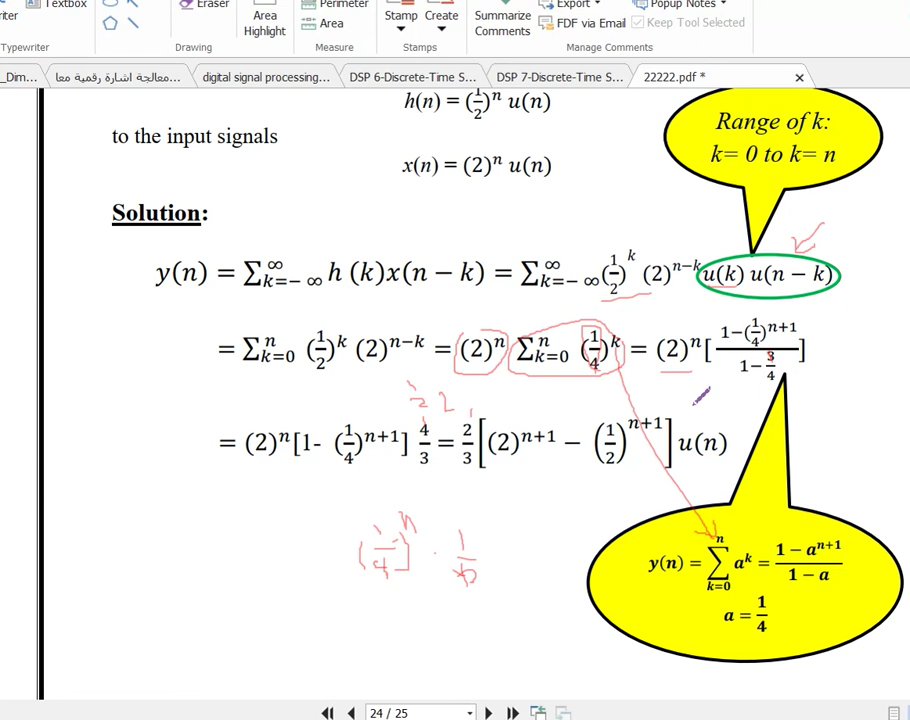 Textbox
Eraser
Perimeter
Export
Popup Notes
Typewriter
Area Highlight
Area
Stamp
Create
Summarize Comments
FDF via Email
Keep Tool Selected
Typewriter
Drawing
Measure
Stamps
Manage Comments
_Dim...
معالجة اشارة رقمية معا...
digital signal processing...
DSP 6-Discrete-Time S...
DSP 7-Discrete-Time S...
22222.pdf *
h(n) = (1/2)^n u(n)
to the input signals
x(n) = (2)^n u(n)
Range of k:
k= 0 to k= n
Solution:
y(n) = ∑_{k=-∞}^{∞} h (k)x(n − k) = ∑_{k=-∞}^{∞} (1/2)^k (2)^{n−k} u(k) u(n − k)
= ∑_{k=0}^{n} (1/2)^k (2)^{n−k} = (2)^n ∑_{k=0}^{n} (1/4)^k = (2)^n [ (1−(1/4)^{n+1}) / (1−3/4) ]
= (2)^n [1- (1/4)^{n+1}] 4/3 = 2/3 [(2)^{n+1} − (1/2)^{n+1}] u(n)
y(n) = ∑_{k=0}^{n} a^k = (1 − a^{n+1}) / (1 − a)
a = 1/4
24 / 25